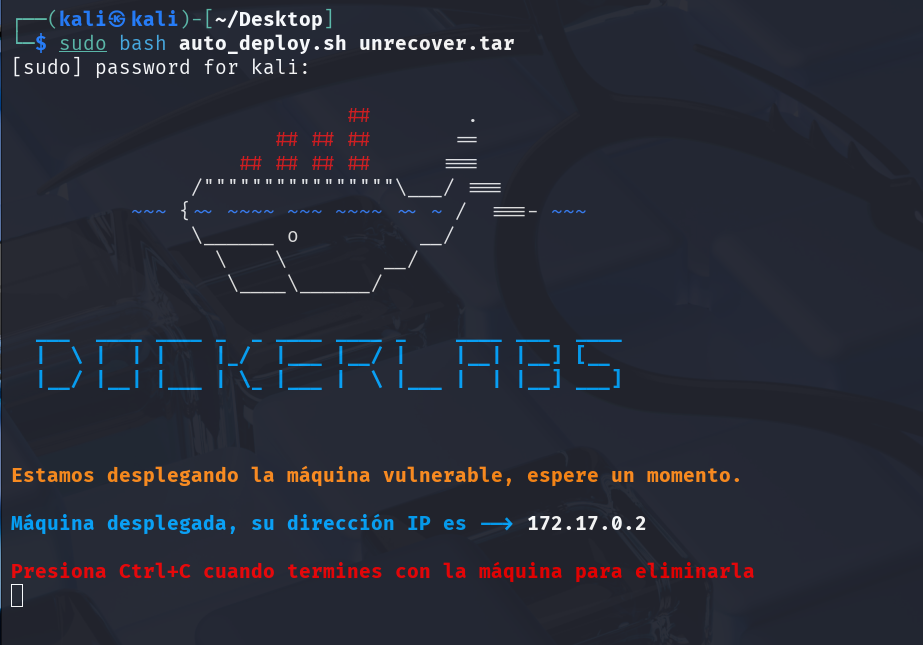 ┌──(kali㉿kali)-[~/Desktop]
└─$ sudo bash auto_deploy.sh unrecover.tar
[sudo] password for kali:
DOCKERLABS
Estamos desplegando la máquina vulnerable, espere un momento.
Máquina desplegada, su dirección IP es --> 172.17.0.2
Presiona Ctrl+C cuando termines con la máquina para eliminarla